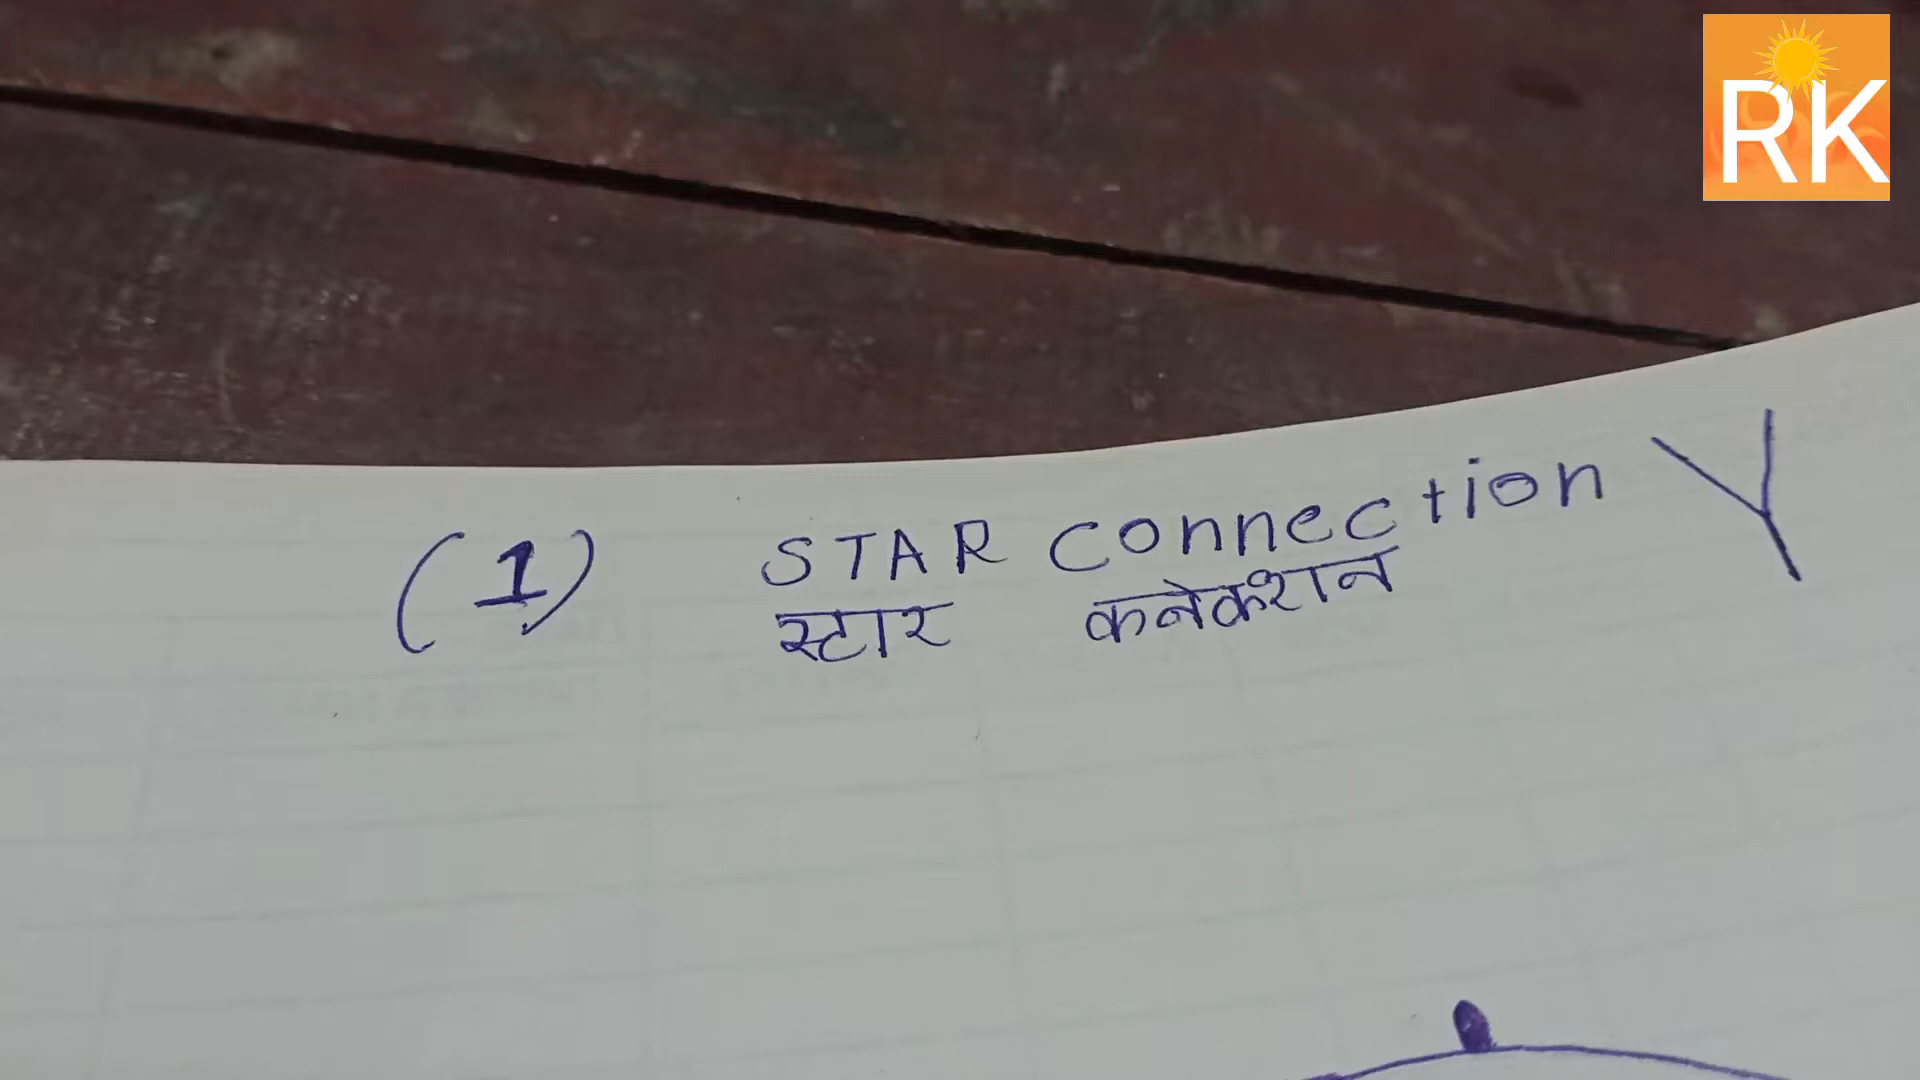 RK
(1) STAR Connection Y
स्टार कनेक्शन